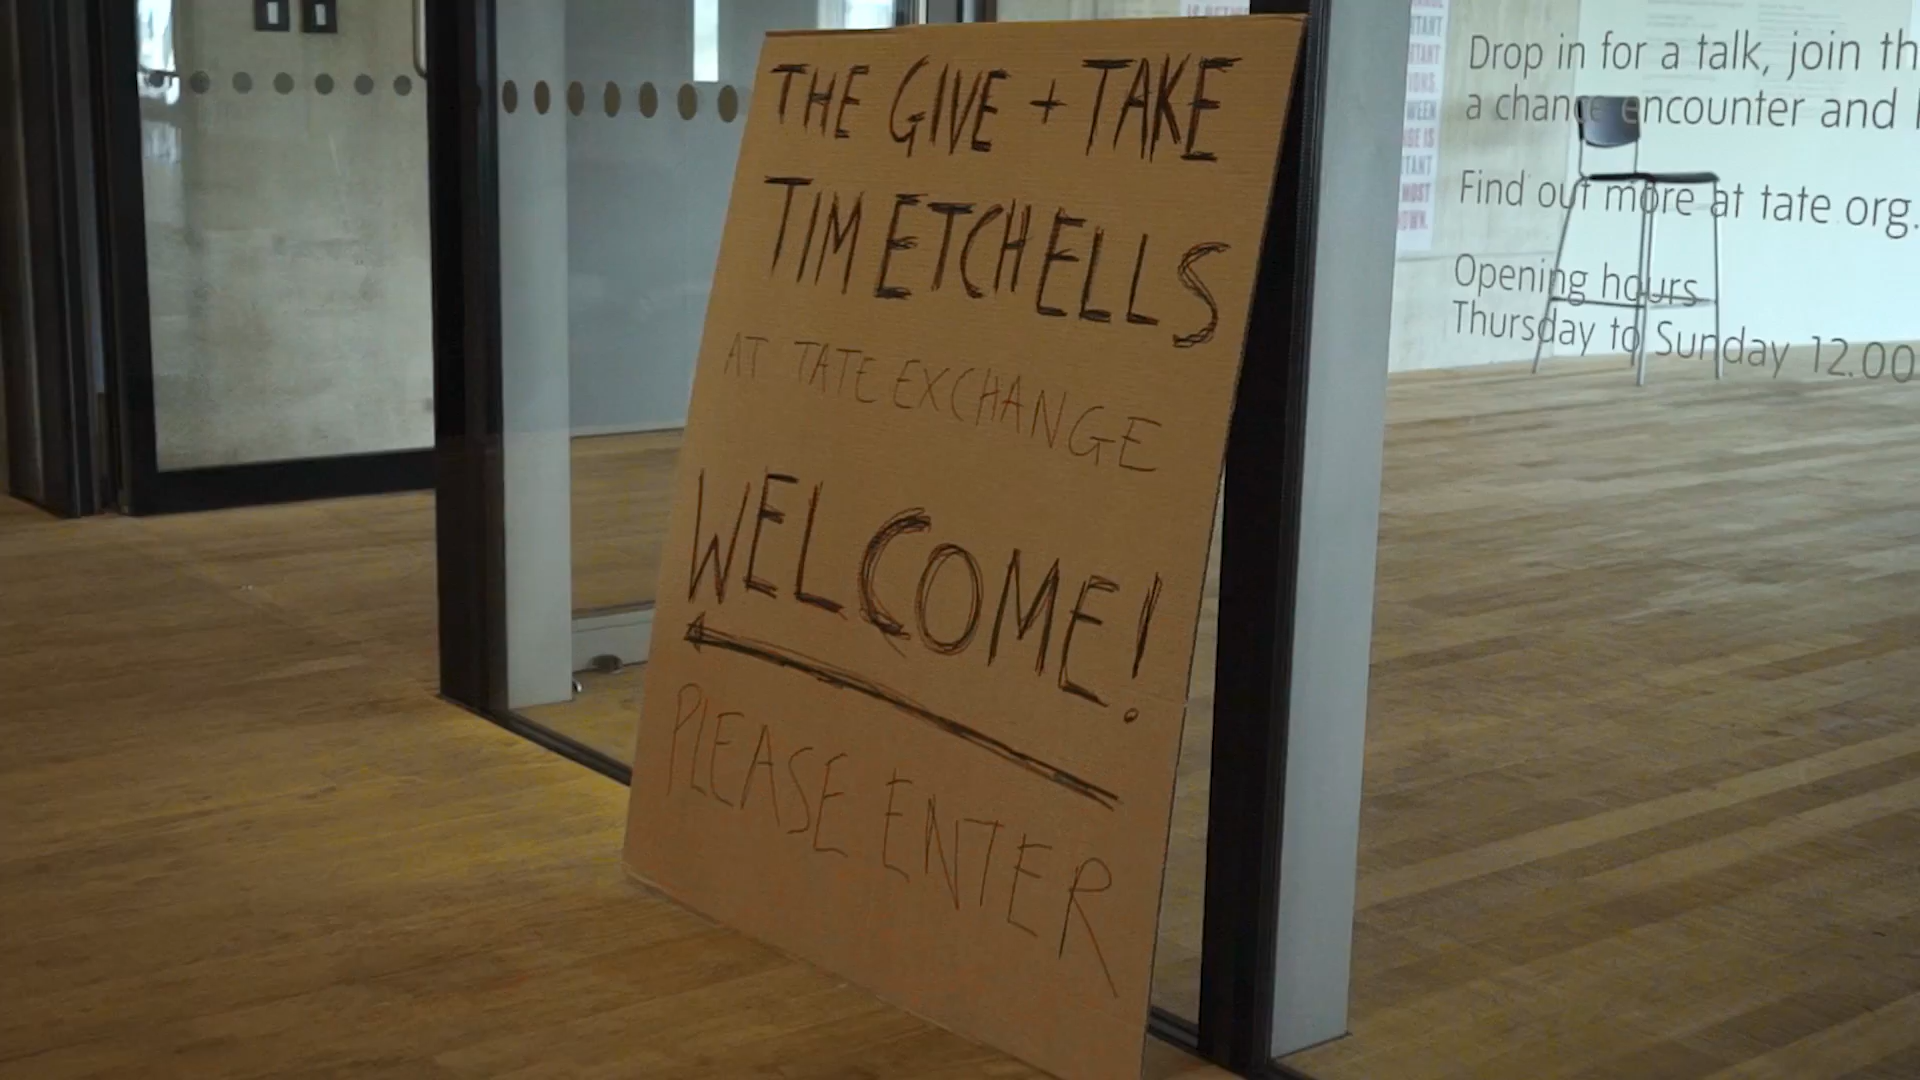 THE GIVE + TAKE
TIM ETCHELLS
AT TATE EXCHANGE
WELCOME!
PLEASE ENTER
Drop in for a talk, join th
a chance encounter and
Find out more at tate org.
Opening hours
Thursday to Sunday 12.00